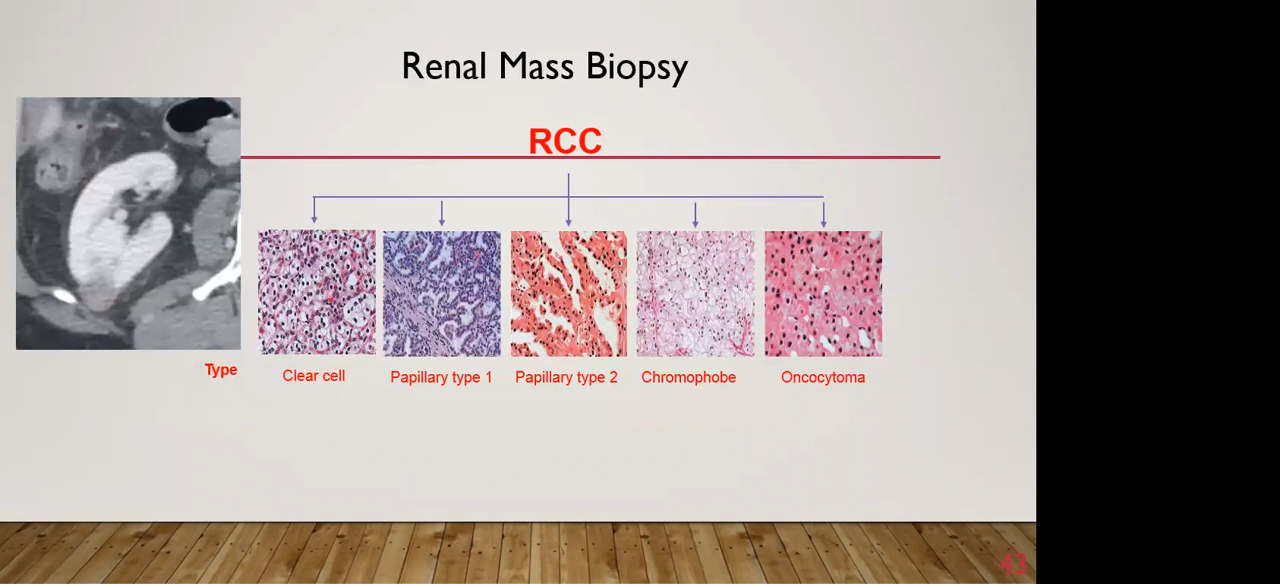 Renal Mass Biopsy
RCC
Type
Clear cell
Papillary type 1
Papillary type 2
Chromophobe
Oncocytoma
43